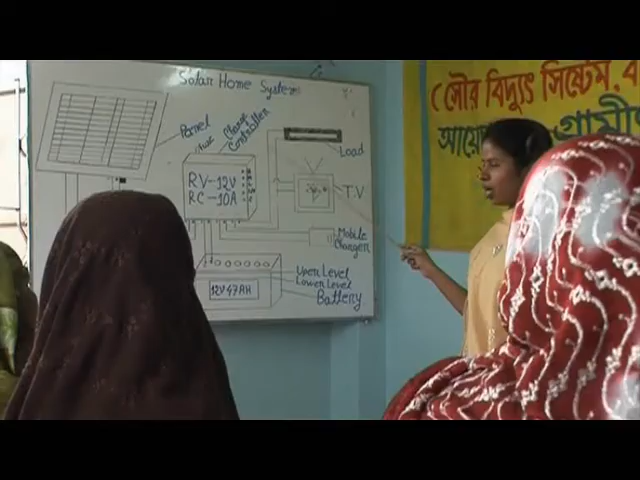 Solar Home System
Panel
Fuse
Charge
Controller
RV-12V
RC-10A
Load
TV
Mobile
Charger
Uper Level
Lower Level
Battery
12V 47AH
সৌর বিদ্যুৎ সিস্টেম,
গ্রামী